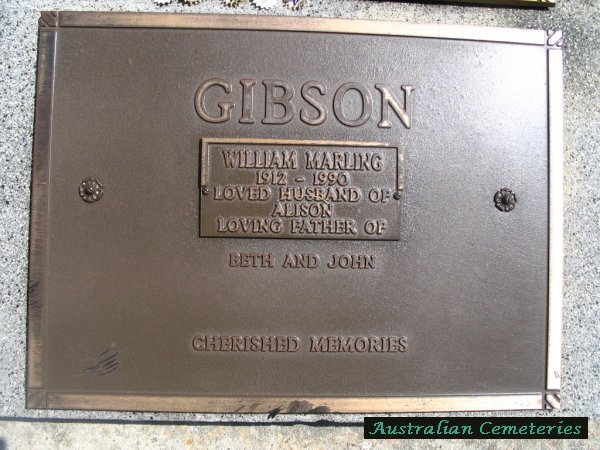 GIBSON
WILLIAM MARLING
1912 - 1990
LOVED HUSBAND OF
ALISON
LOVING FATHER OF
BETH AND JOHN
CHERISHED MEMORIES
Australian Cemeteries